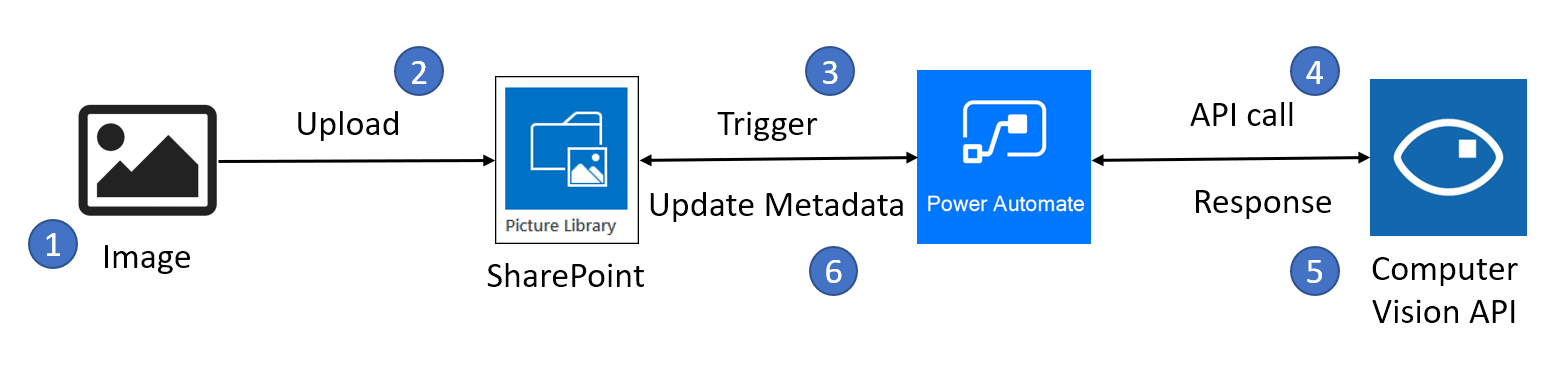 1
Image
2
Upload
Picture Library
SharePoint
3
Trigger
Update Metadata
6
Power Automate
4
API call
Response
5
Computer
Vision API